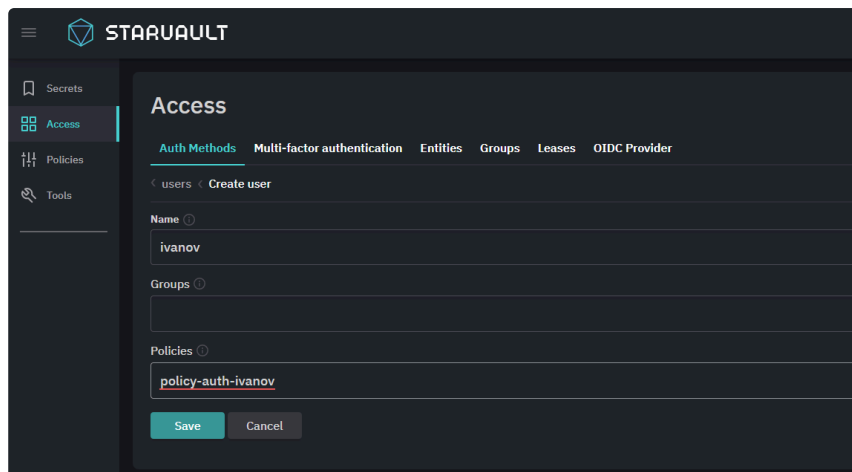 STARVAULT
Secrets
Access
Policies
Tools
Access
Auth Methods Multi-factor authentication Entities Groups Leases OIDC Provider
users Create user
Name
ivanov
Groups
Policies
policy-auth-ivanov
Save Cancel